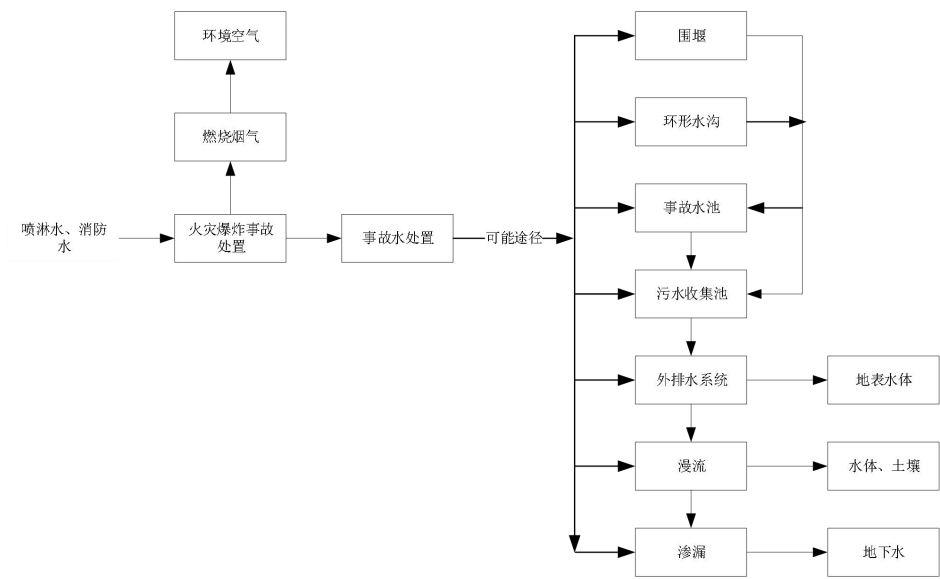 环境空气
燃烧烟气
喷淋水、消防
水
火灾爆炸事故
处置
事故水处置
可能途径
围堰
环形水沟
事故水池
污水收集池
外排水系统
地表水体
漫流
水体、土壤
渗漏
地下水